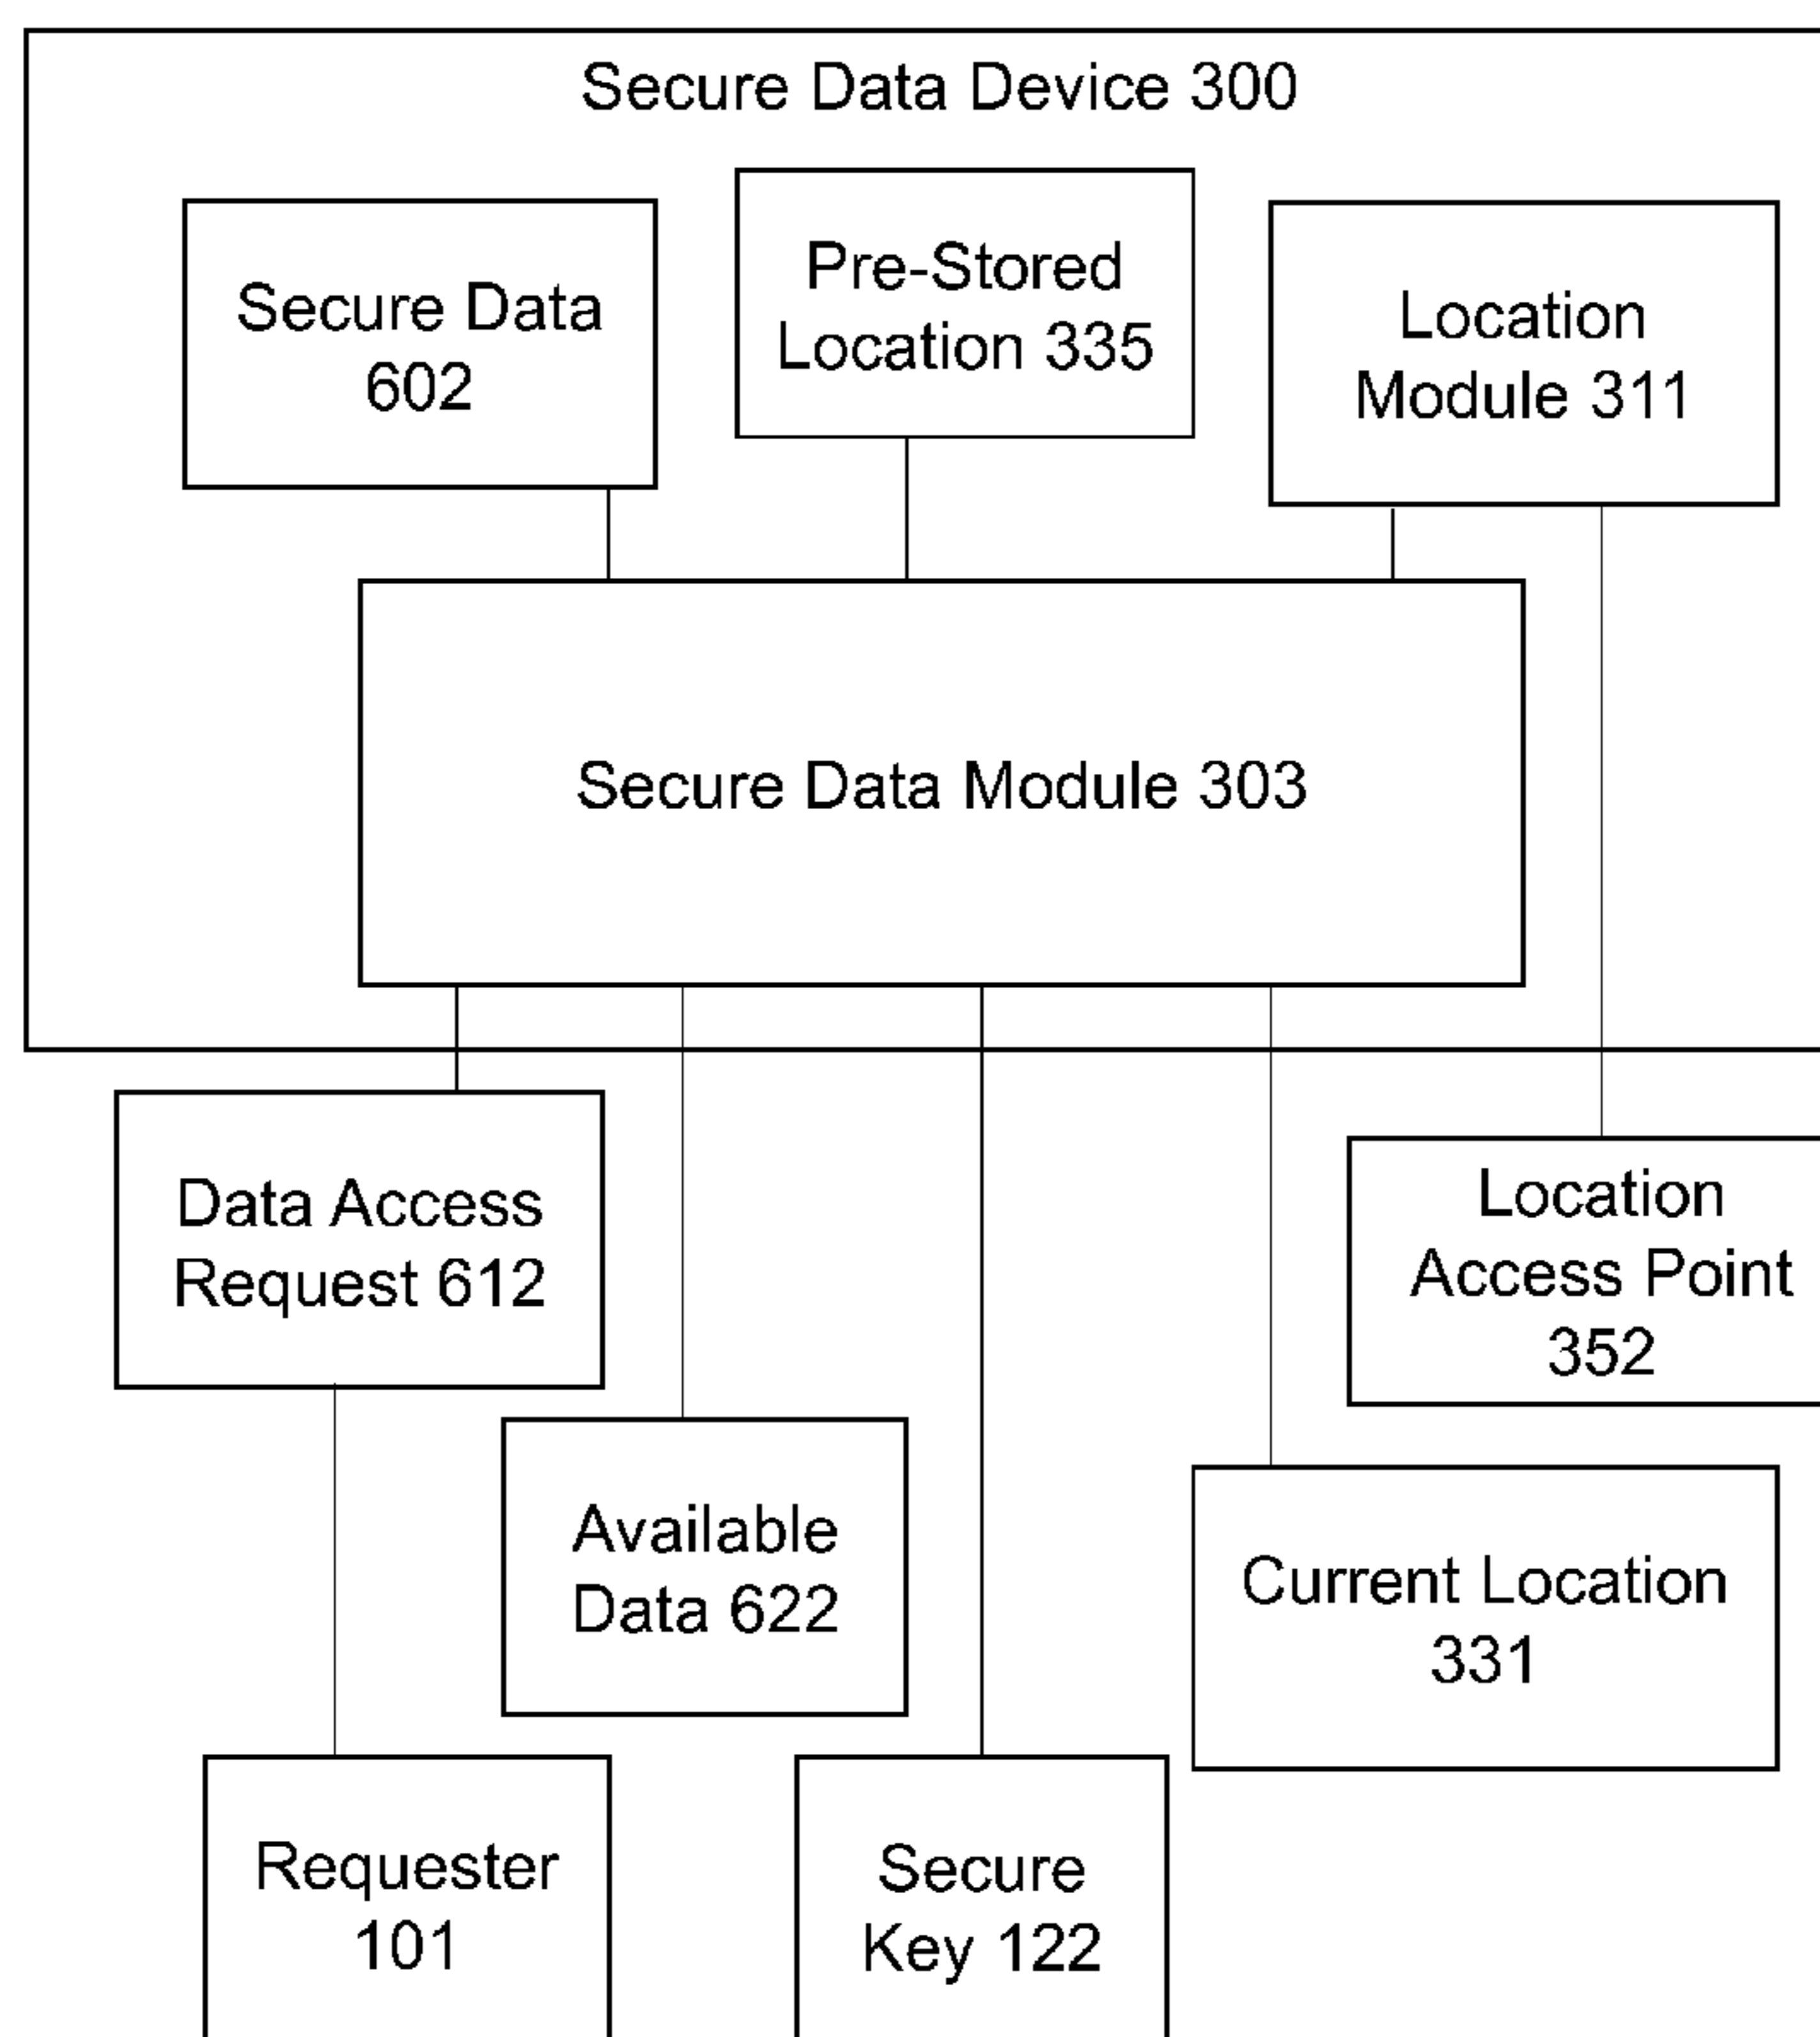 Secure Data Device 300
Secure Data
602
Pre-Stored
Location 335
Location
Module 311
Secure Data Module 303
Data Access
Request 612
Location
Access Point
352
Available
Data 622
Current Location
331
Requester
101
Secure
Key 122